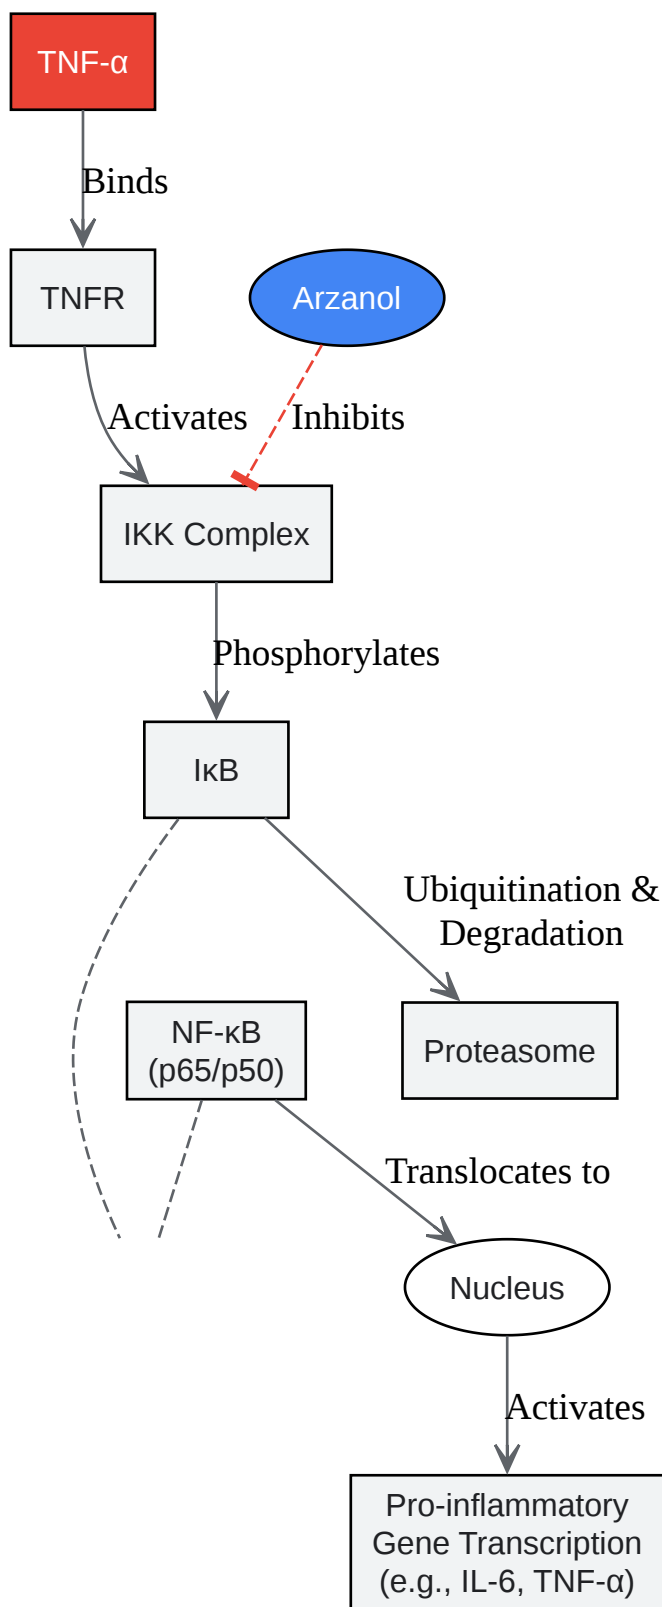 TNF-α
Binds
TNFR
Arzanol
Activates
Inhibits
IKK Complex
Phosphorylates
IκB
Ubiquitination &
Degradation
NF-κB
(p65/p50)
Proteasome
Translocates to
Nucleus
Activates
Pro-inflammatory
Gene Transcription
(e.g., IL-6, TNF-α)